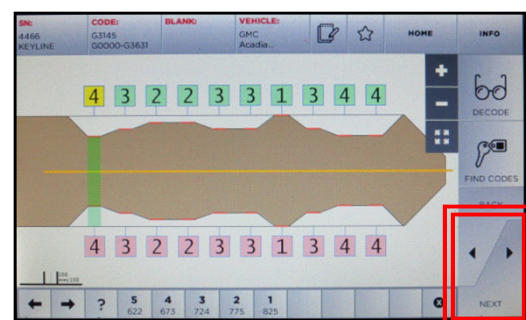 SN: CODE: BLANK: VEHICLE:
4466 G3145 GMC HOME INFO
KEYLINE G0000-G3631 Acadia...
4 3 2 2 3 3 1 3 4 4
+
-
DECODE
FIND CODES
BACK
4 3 2 2 3 3 1 3 4 4
NEXT
? 5 4 3 2 1
622 673 724 775 825